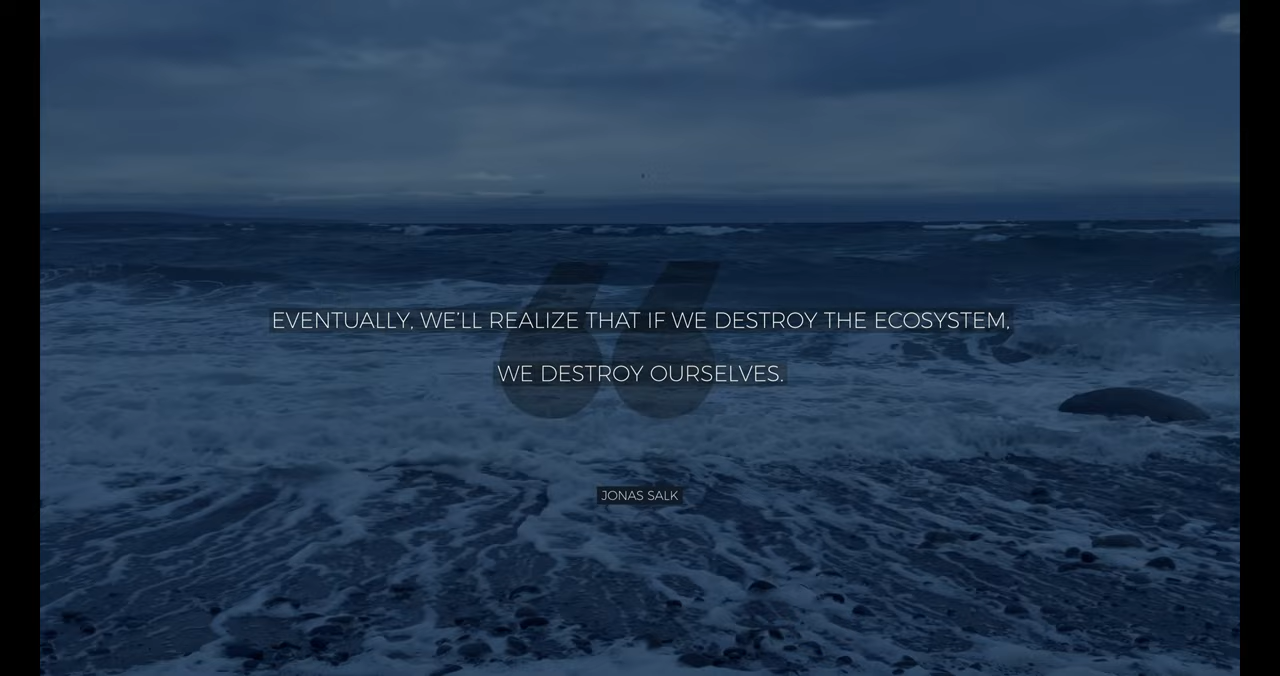 EVENTUALLY, WE'LL REALIZE THAT IF WE DESTROY THE ECOSYSTEM,
WE DESTROY OURSELVES.
JONAS SALK